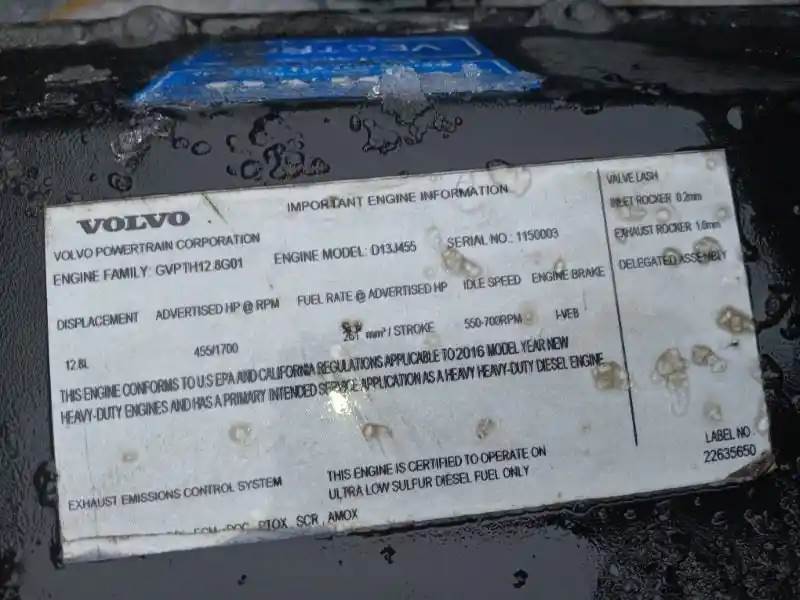 VECTR
VOLVO
IMPORTANT ENGINE INFORMATION
VOLVO POWERTRAIN CORPORATION
ENGINE FAMILY: GVPTH12.8G01
ENGINE MODEL: D13J455
SERIAL NO.: 1150003
DISPLACEMENT
ADVERTISED HP @ RPM
FUEL RATE @ ADVERTISED HP
IDLE SPEED
ENGINE BRAKE
12.8L
455/1700
mm³ / STROKE
550-700RPM
I-VEB
THIS ENGINE CONFORMS TO U.S EPA AND CALIFORNIA REGULATIONS APPLICABLE TO 2016 MODEL YEAR NEW
HEAVY-DUTY ENGINES AND HAS A PRIMARY INTENDED SERVICE APPLICATION AS A HEAVY HEAVY-DUTY DIESEL ENGINE
EXHAUST EMISSIONS CONTROL SYSTEM
THIS ENGINE IS CERTIFIED TO OPERATE ON
ULTRA LOW SULFUR DIESEL FUEL ONLY
ECM, DOC, PTOX, SCR, AMOX
VALVE LASH
INLET ROCKER 0.2mm
EXHAUST ROCKER 1.0mm
DELEGATED ASSEMBLY
LABEL NO.
22635650